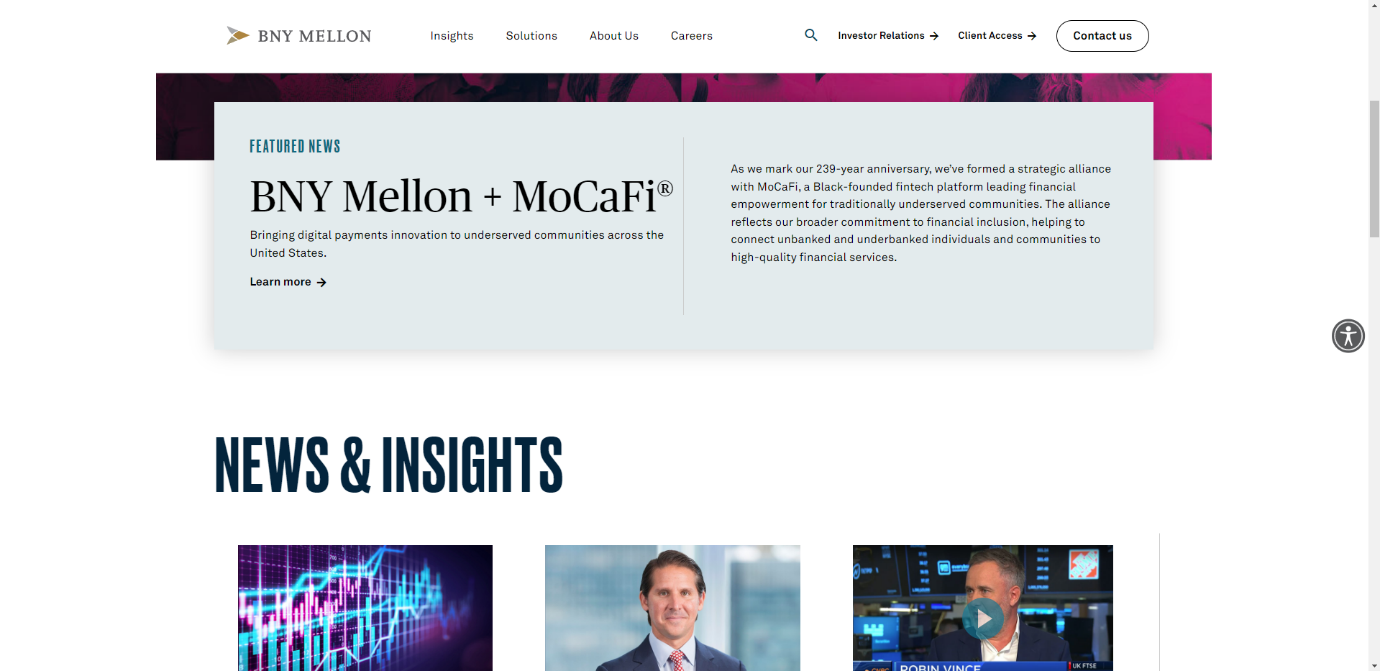 BNY MELLON
Insights
Solutions
About Us
Careers
Investor Relations →
Client Access →
Contact us
FEATURED NEWS
BNY Mellon + MoCaFi®
Bringing digital payments innovation to underserved communities across the
United States.
Learn more →
As we mark our 239-year anniversary, we've formed a strategic alliance
with MoCaFi, a Black-founded fintech platform leading financial
empowerment for traditionally underserved communities. The alliance
reflects our broader commitment to financial inclusion, helping to
connect unbanked and underbanked individuals and communities to
high-quality financial services.
NEWS & INSIGHTS
ROBIN VINCE
UK FTSE